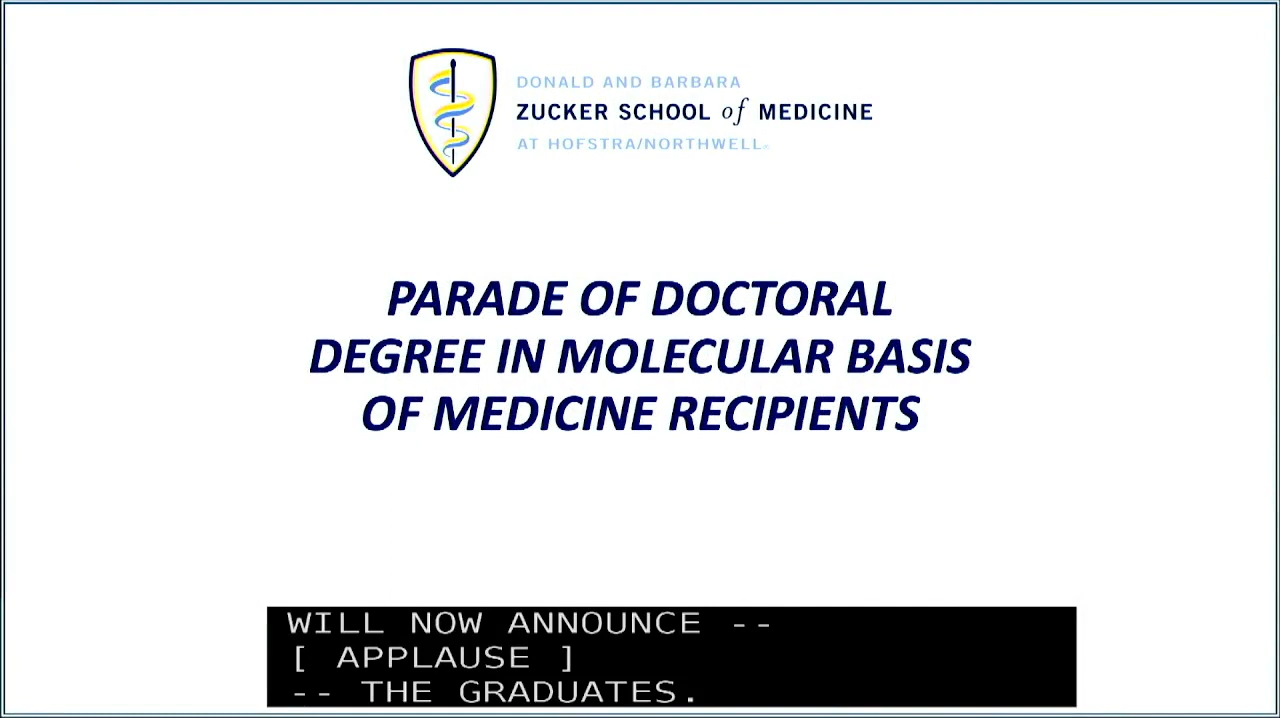 DONALD AND BARBARA
ZUCKER SCHOOL of MEDICINE
AT HOFSTRA/NORTHWELL®
PARADE OF DOCTORAL
DEGREE IN MOLECULAR BASIS
OF MEDICINE RECIPIENTS
WILL NOW ANNOUNCE --
[ APPLAUSE ]
-- THE GRADUATES.